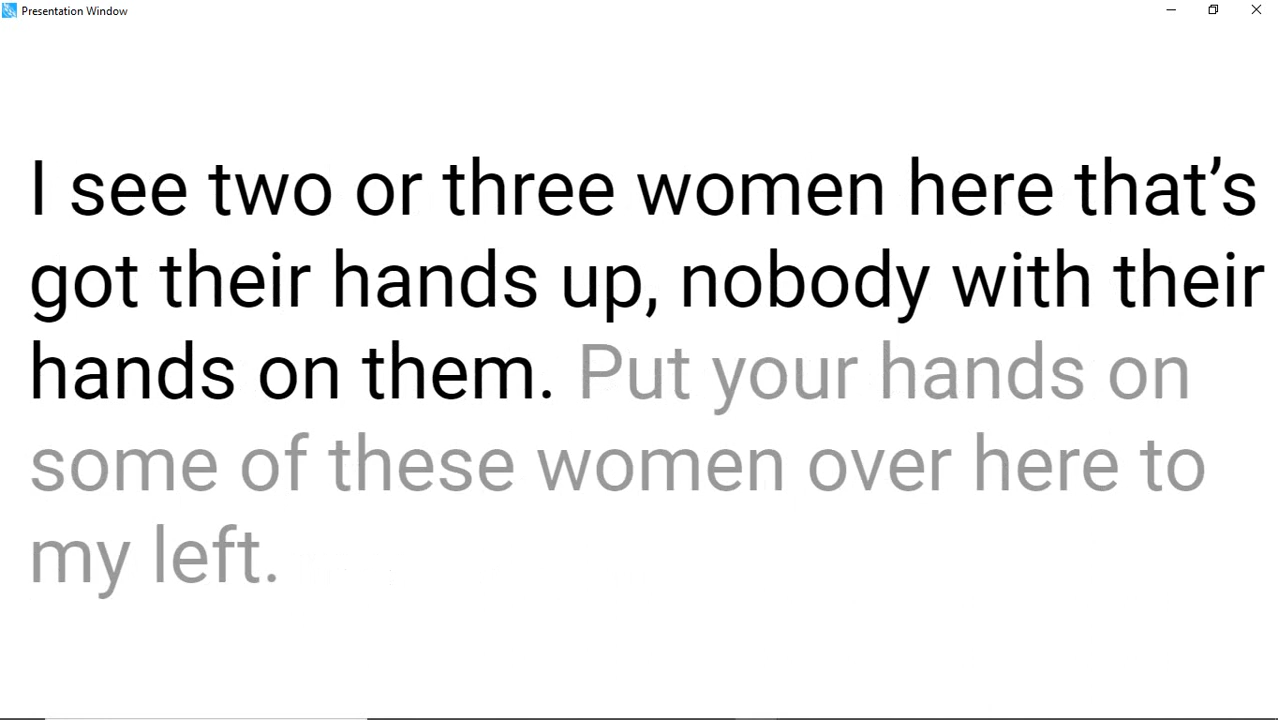 Presentation Window
I see two or three women here that’s
got their hands up, nobody with their
hands on them. Put your hands on
some of these women over here to
my left.